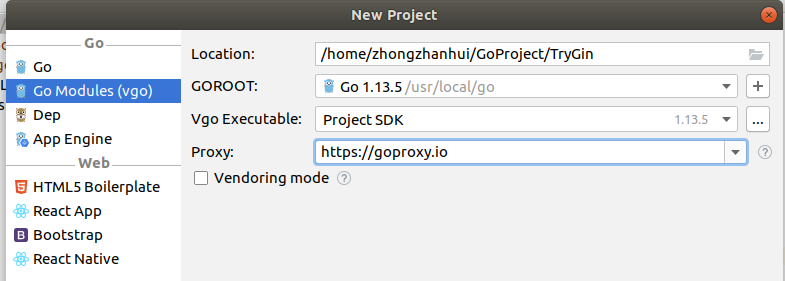 New Project
Go
Go
Go Modules (vgo)
Dep
App Engine
Web
HTML5 Boilerplate
React App
Bootstrap
React Native
Location: /home/zhongzhanhui/GoProject/TryGin
GOROOT: Go 1.13.5 /usr/local/go
Vgo Executable: Project SDK 1.13.5 ...
Proxy: https://goproxy.io ?
Vendoring mode ?